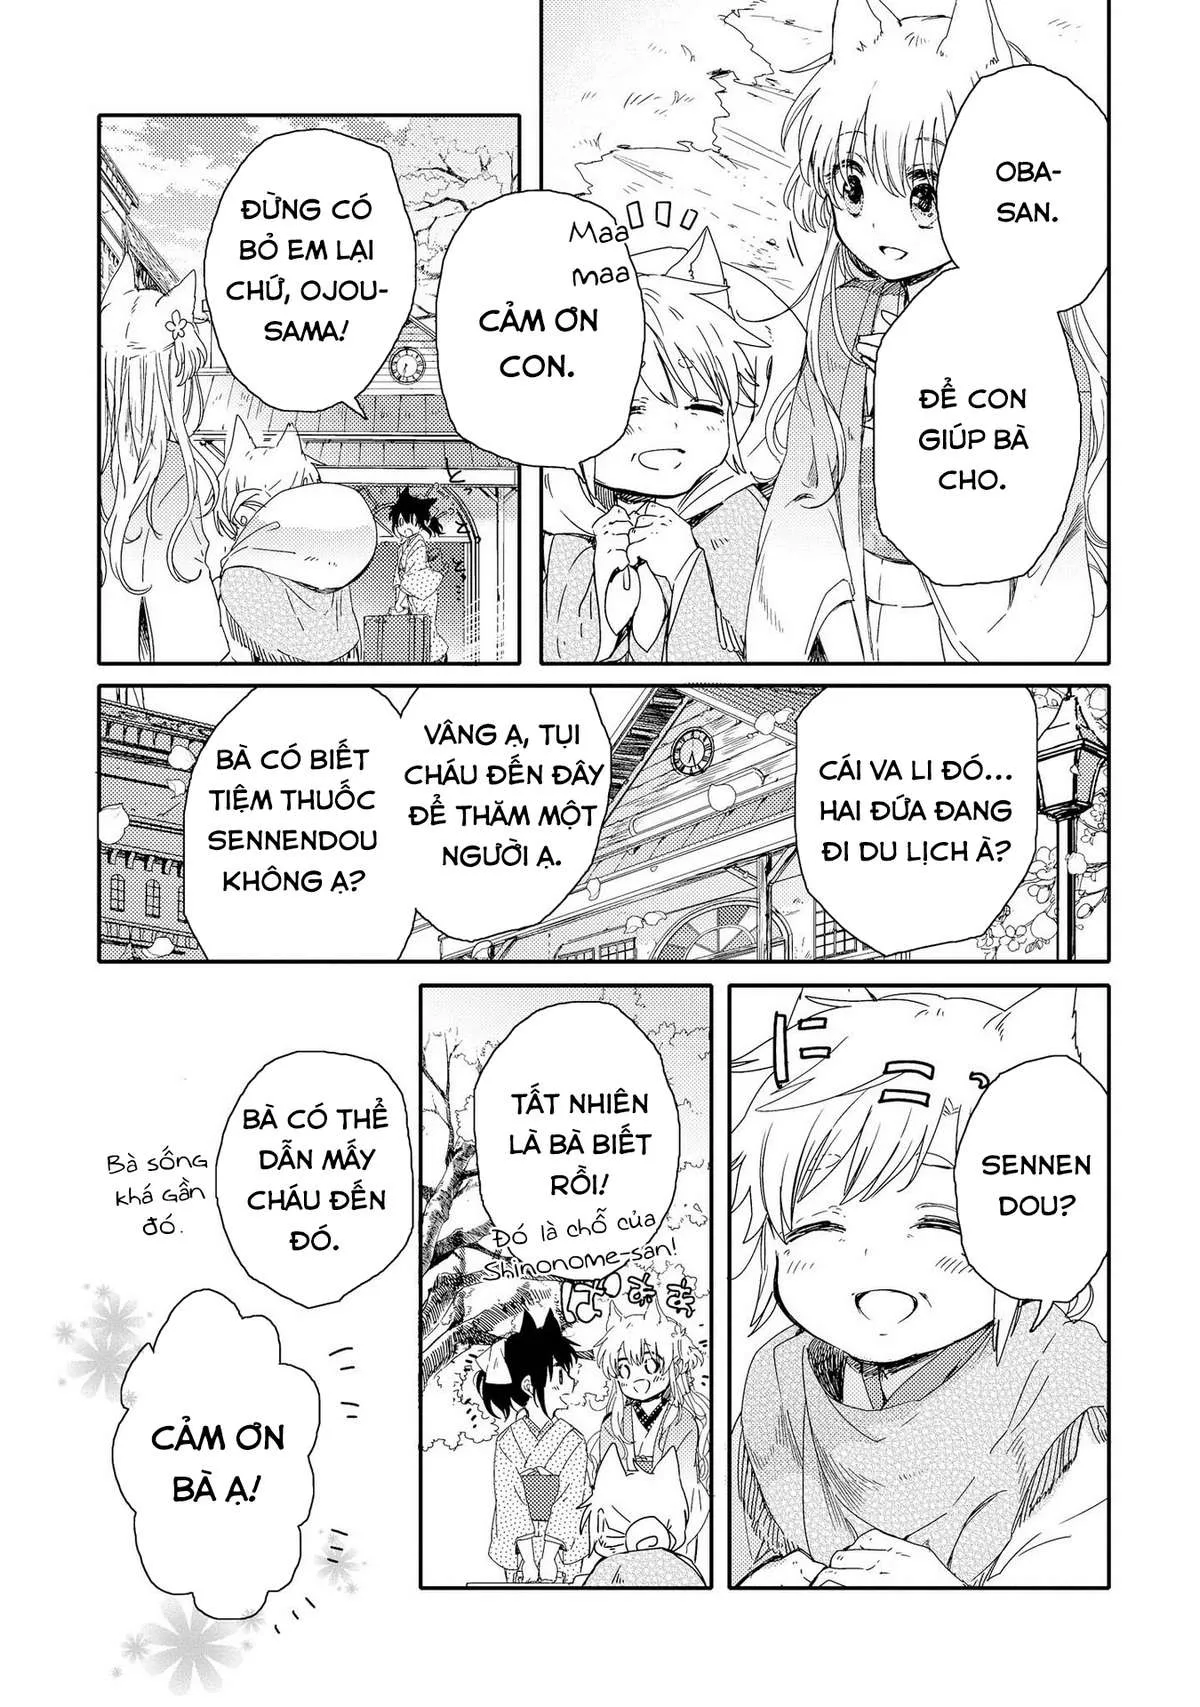 OBA-
SAN.
ĐỂ CON
GIÚP BÀ
CHO.
Maa
maa
CẢM ƠN
CON.
ĐỪNG CÓ
BỎ EM LẠI
CHỨ, OJOU-
SAMA!
CÁI VA LI ĐÓ...
HAI ĐỨA ĐANG
ĐI DU LỊCH À?
VÂNG Ạ, TỤI
CHÁU ĐẾN ĐÂY
ĐỂ THĂM MỘT
NGƯỜI Ạ.
BÀ CÓ BIẾT
TIỆM THUỐC
SENNENDOU
KHÔNG Ạ?
SENNEN
DOU?
TẤT NHIÊN
LÀ BÀ BIẾT
RỒI!
Đó là chỗ của
Shinonome-san!
BÀ CÓ THỂ
DẪN MẤY
CHÁU ĐẾN
ĐÓ.
Bà sống
khá gần
đó.
CẢM ƠN
BÀ Ạ!